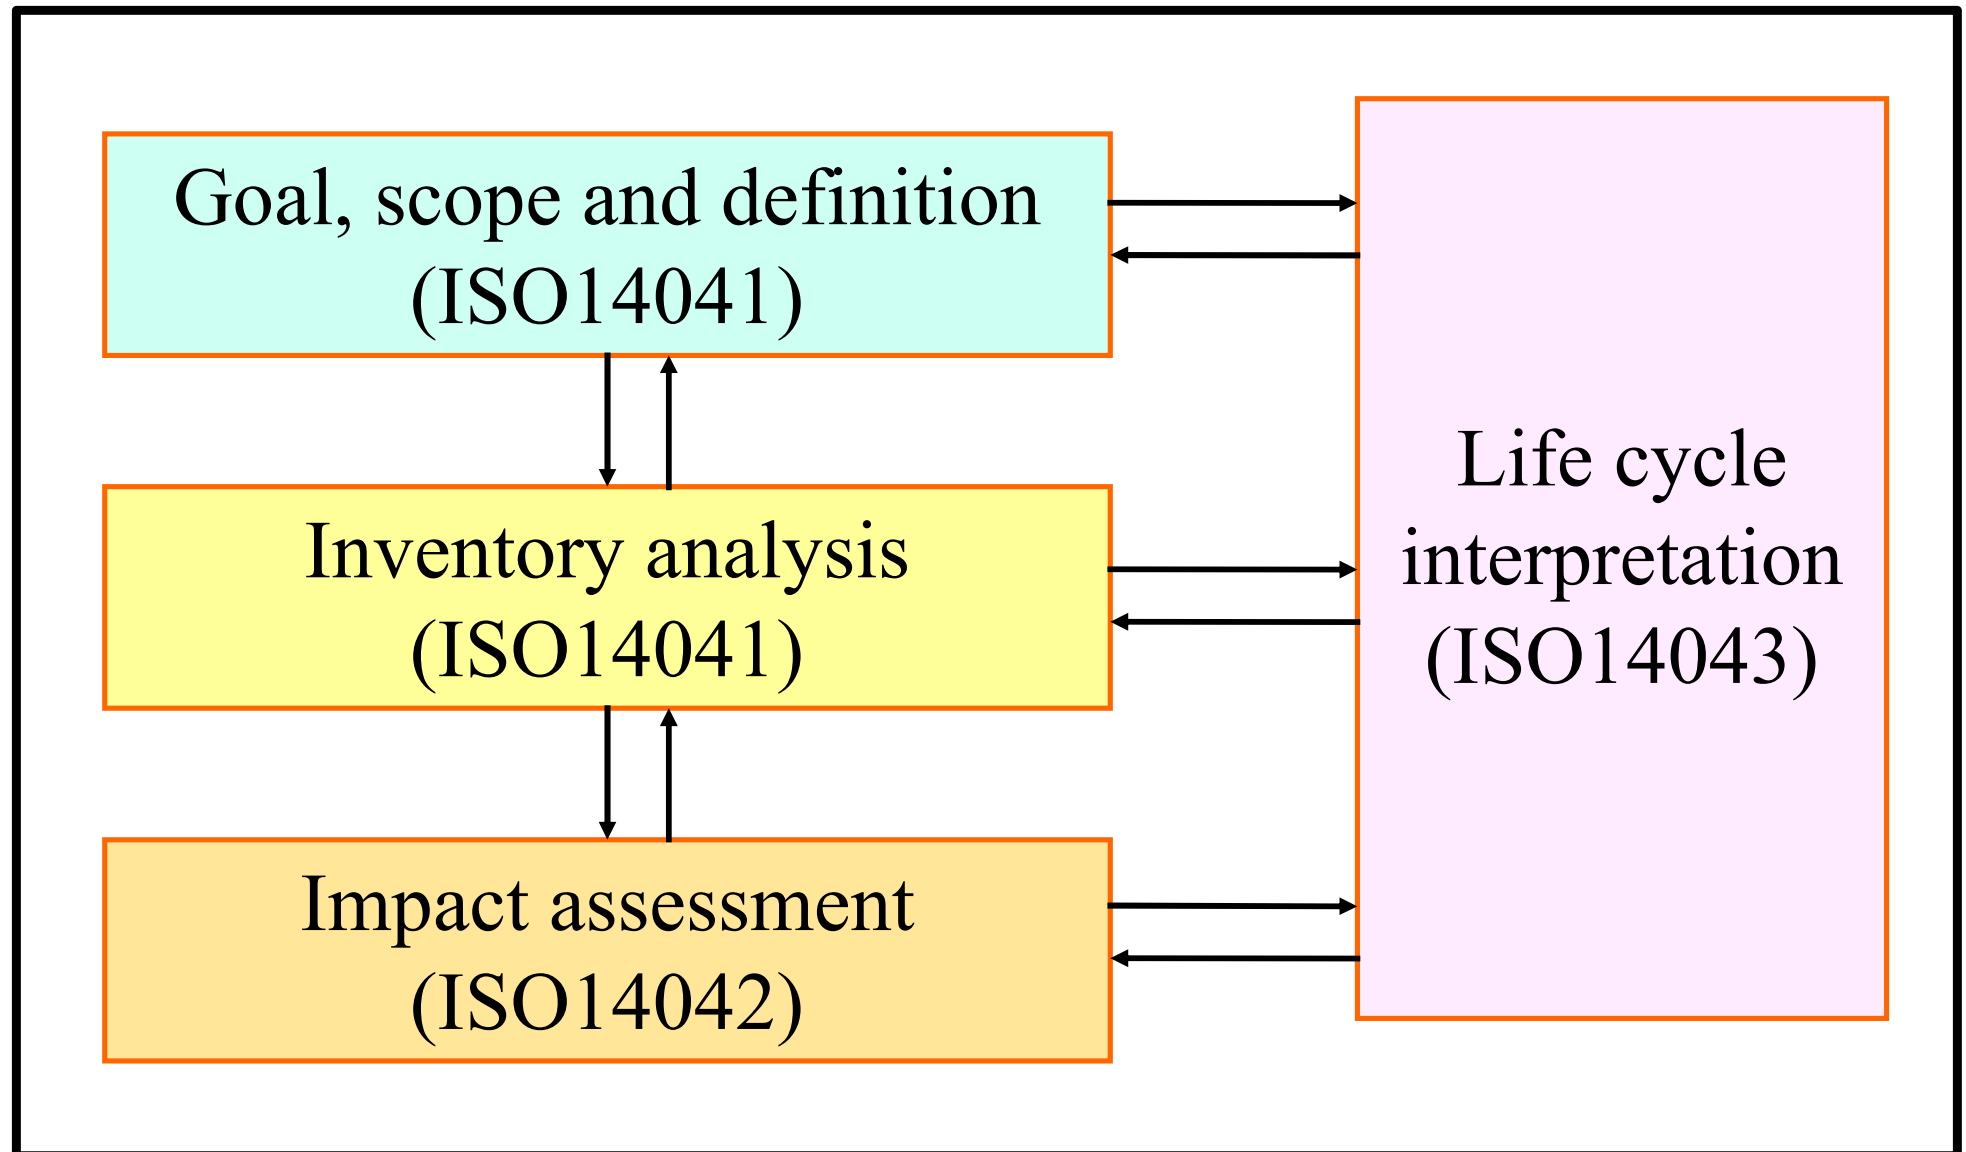 Goal, scope and definition
(ISO14041)
Inventory analysis
(ISO14041)
Impact assessment
(ISO14042)
Life cycle
interpretation
(ISO14043)